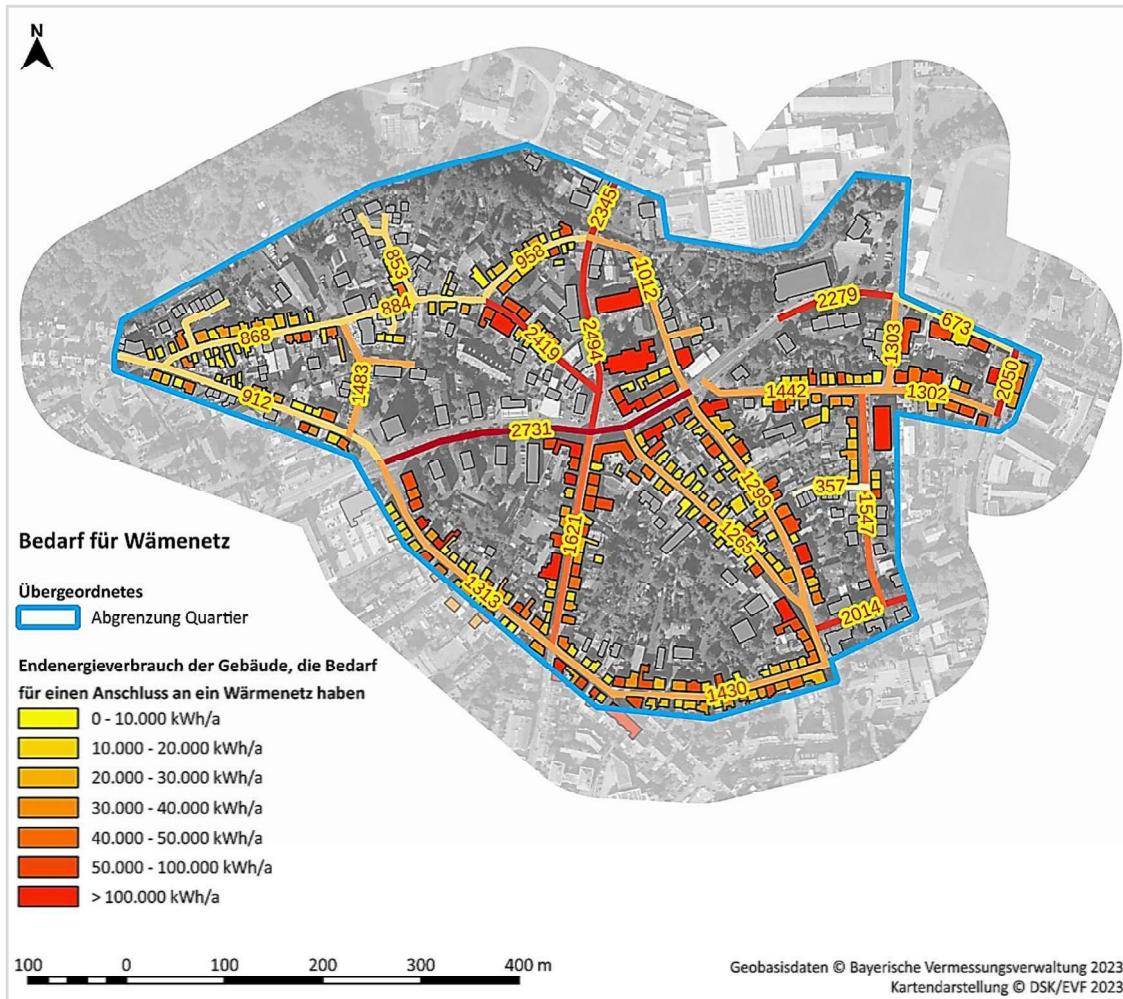 N
2345
958
1012
853
884
2279
673
868
2494
2419
1303
2050
912
1483
1442
1302
2731
357
1299
1265
1547
1621
1313
2014
1430
Bedarf für Wämenetz
Übergeordnetes
Abgrenzung Quartier
Endenergieverbrauch der Gebäude, die Bedarf
für einen Anschluss an ein Wärmenetz haben
0 - 10.000 kWh/a
10.000 - 20.000 kWh/a
20.000 - 30.000 kWh/a
30.000 - 40.000 kWh/a
40.000 - 50.000 kWh/a
50.000 - 100.000 kWh/a
> 100.000 kWh/a
100 0 100 200 300 400 m
Geobasisdaten © Bayerische Vermessungsverwaltung 2023
Kartendarstellung © DSK/EVF 2023